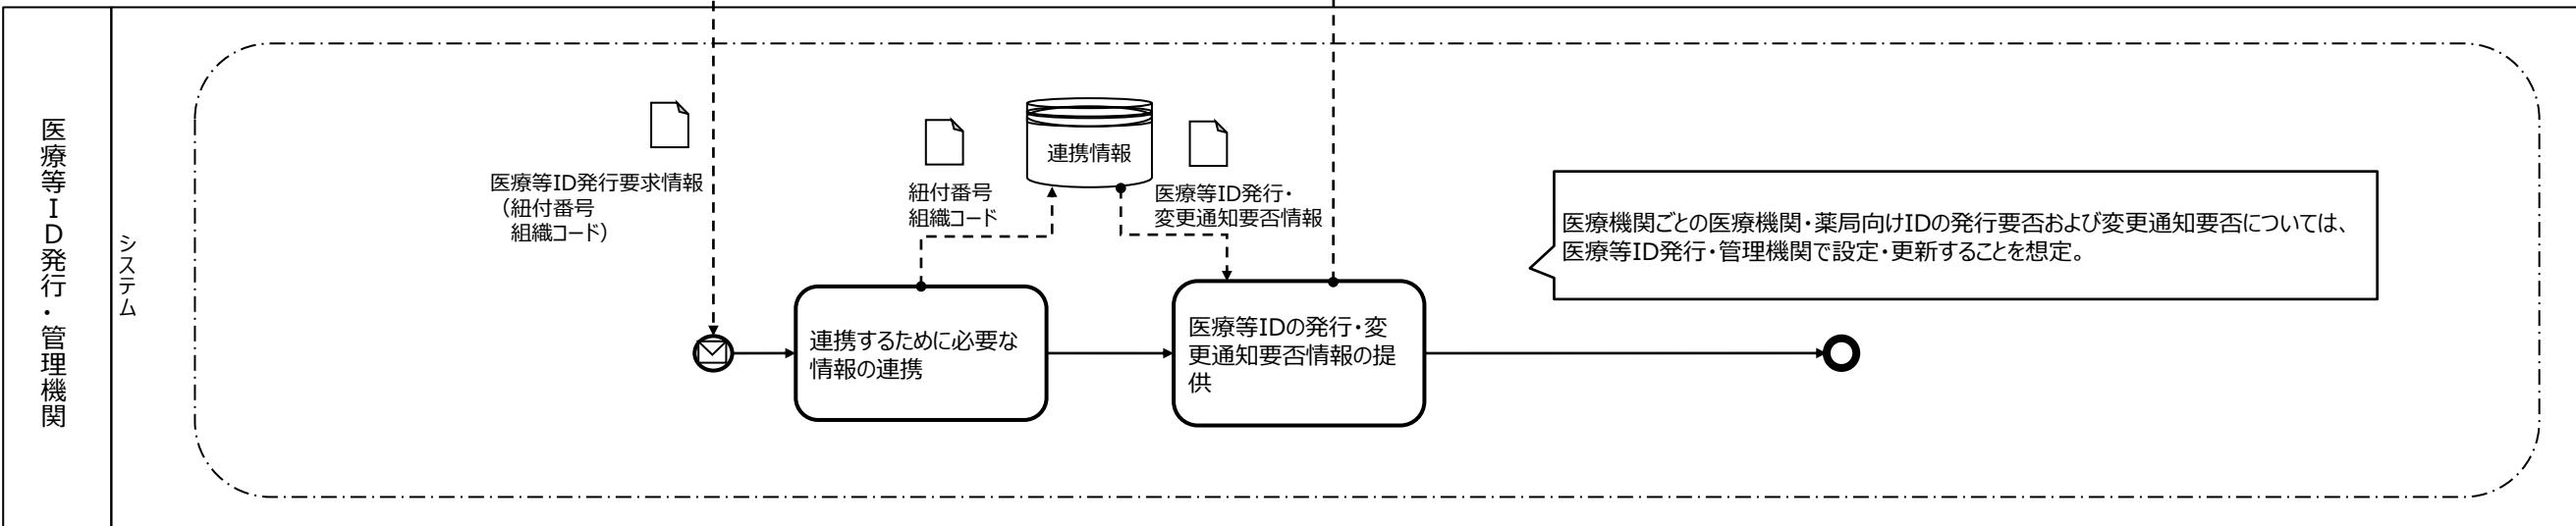 医療等ID発行・管理機関
システム
医療等ID発行要求情報
（紐付番号
組織コード）
紐付番号
組織コード
連携情報
医療等ID発行・
変更通知要否情報
連携するために必要な
情報の連携
医療等IDの発行・変
更通知要否情報の提
供
医療機関ごとの医療機関・薬局向けIDの発行要否および変更通知要否については、
医療等ID発行・管理機関で設定・更新することを想定。